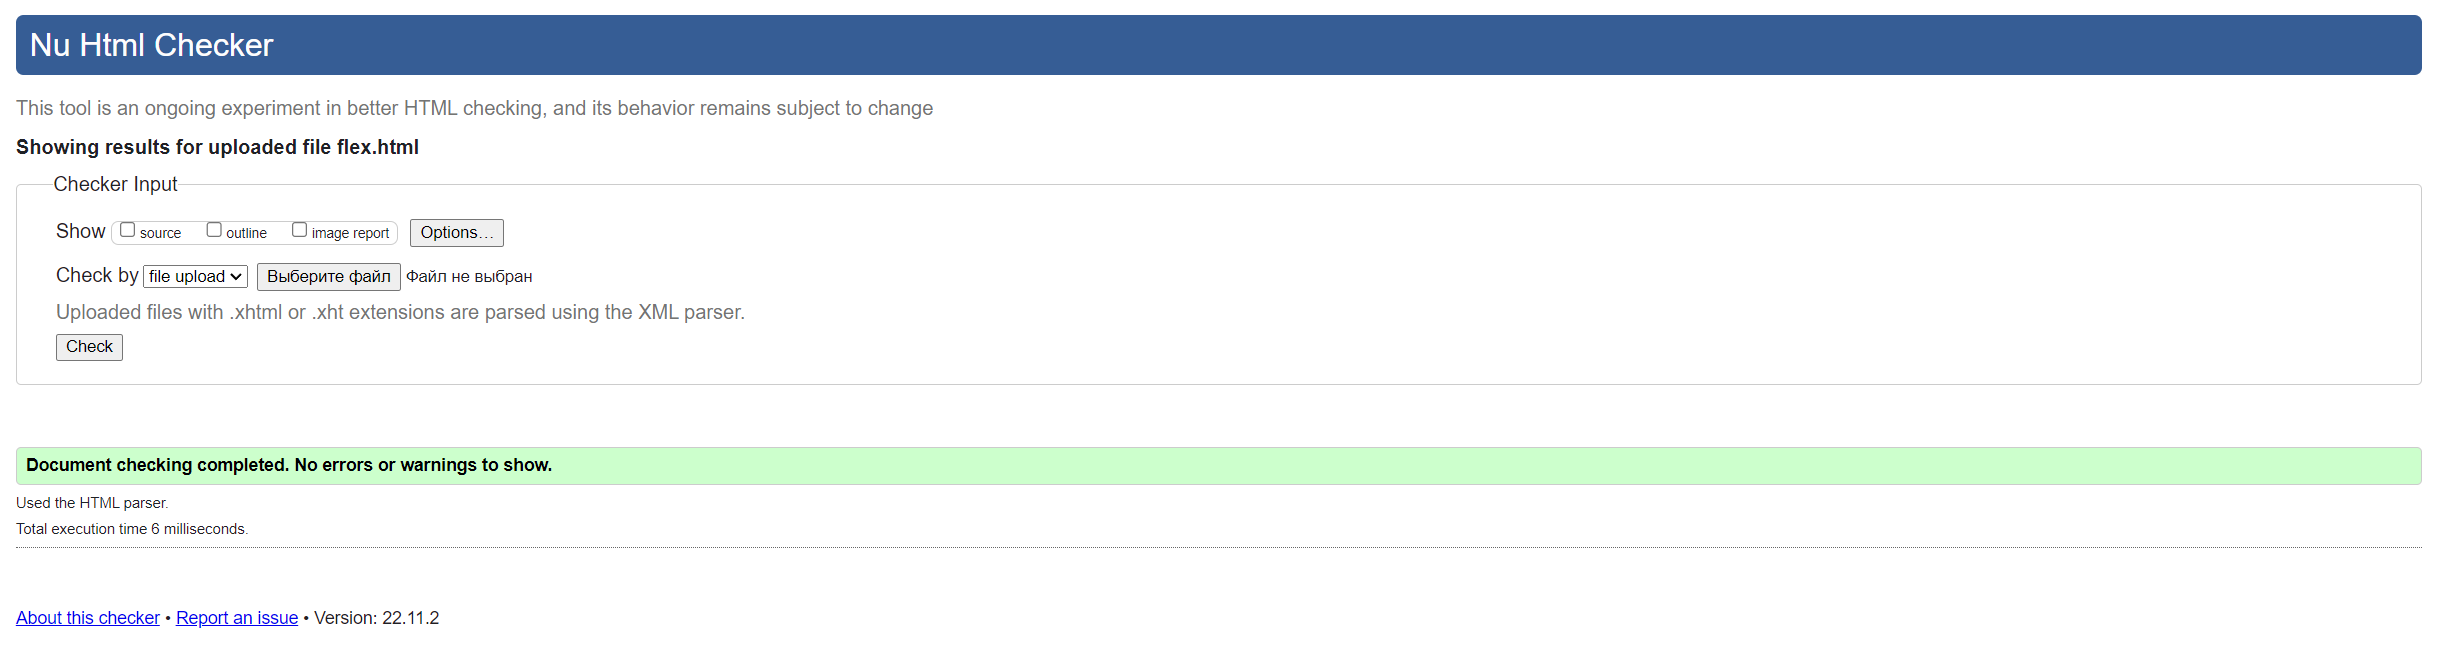 Nu Html Checker
This tool is an ongoing experiment in better HTML checking, and its behavior remains subject to change
Showing results for uploaded file flex.html
Checker Input
Show source outline image report Options...
Check by file upload Выберите файл Файл не выбран
Uploaded files with .xhtml or .xht extensions are parsed using the XML parser.
Check
Document checking completed. No errors or warnings to show.
Used the HTML parser.
Total execution time 6 milliseconds.
About this checker • Report an issue • Version: 22.11.2